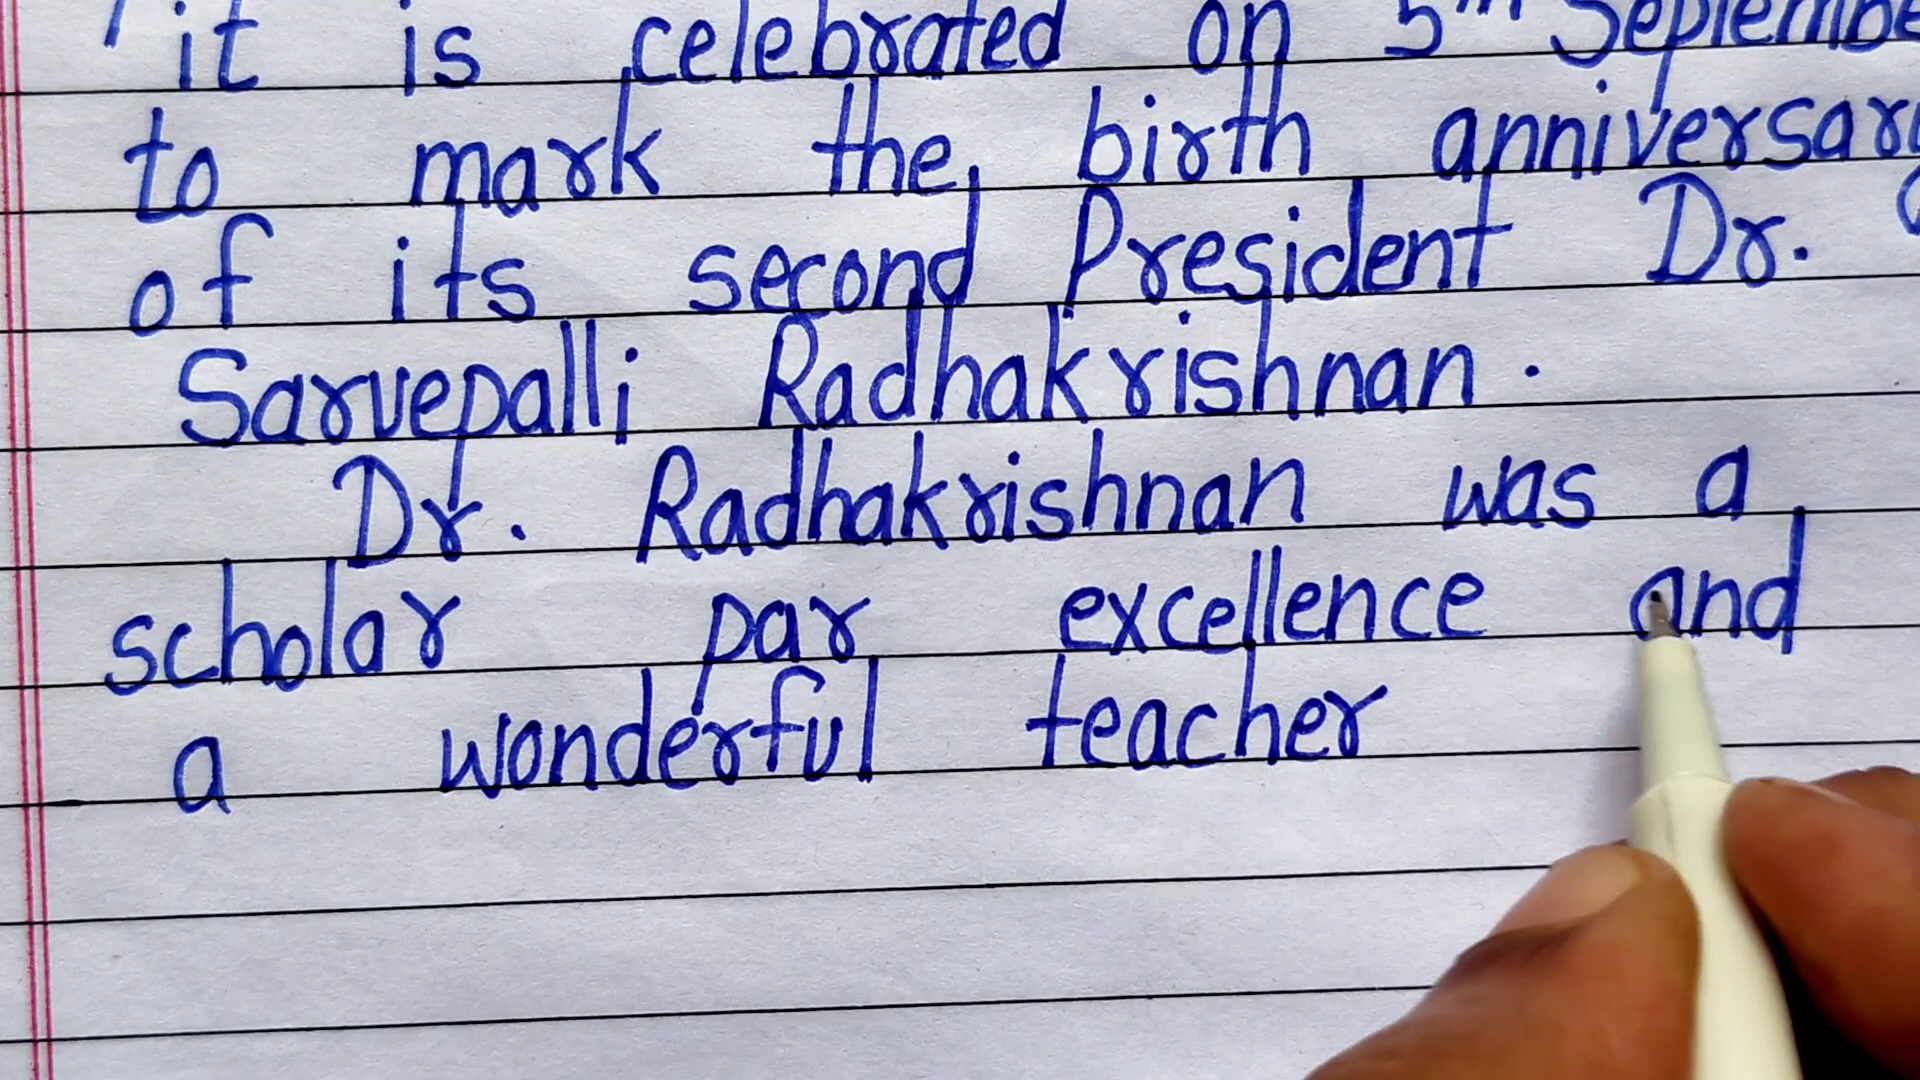 it is celebrated on 5th September
to mark the birth anniversary
of its second President Dr.
Sarvepalli Radhakrishnan.
Dr. Radhakrishnan was a
scholar par excellence and
a wonderful teacher